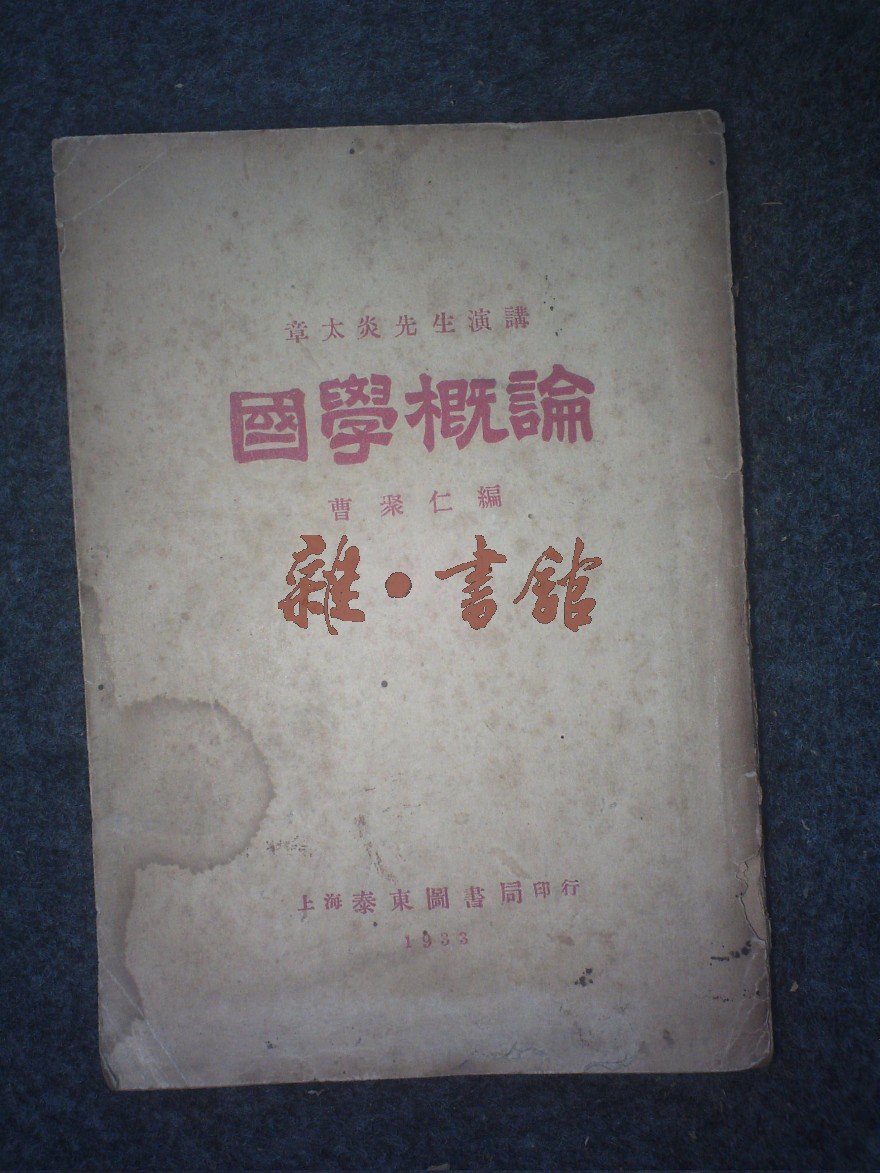 章太炎先生演講
國學概論
曹聚仁編
雜·書館
上海泰東圖書局印行
1933